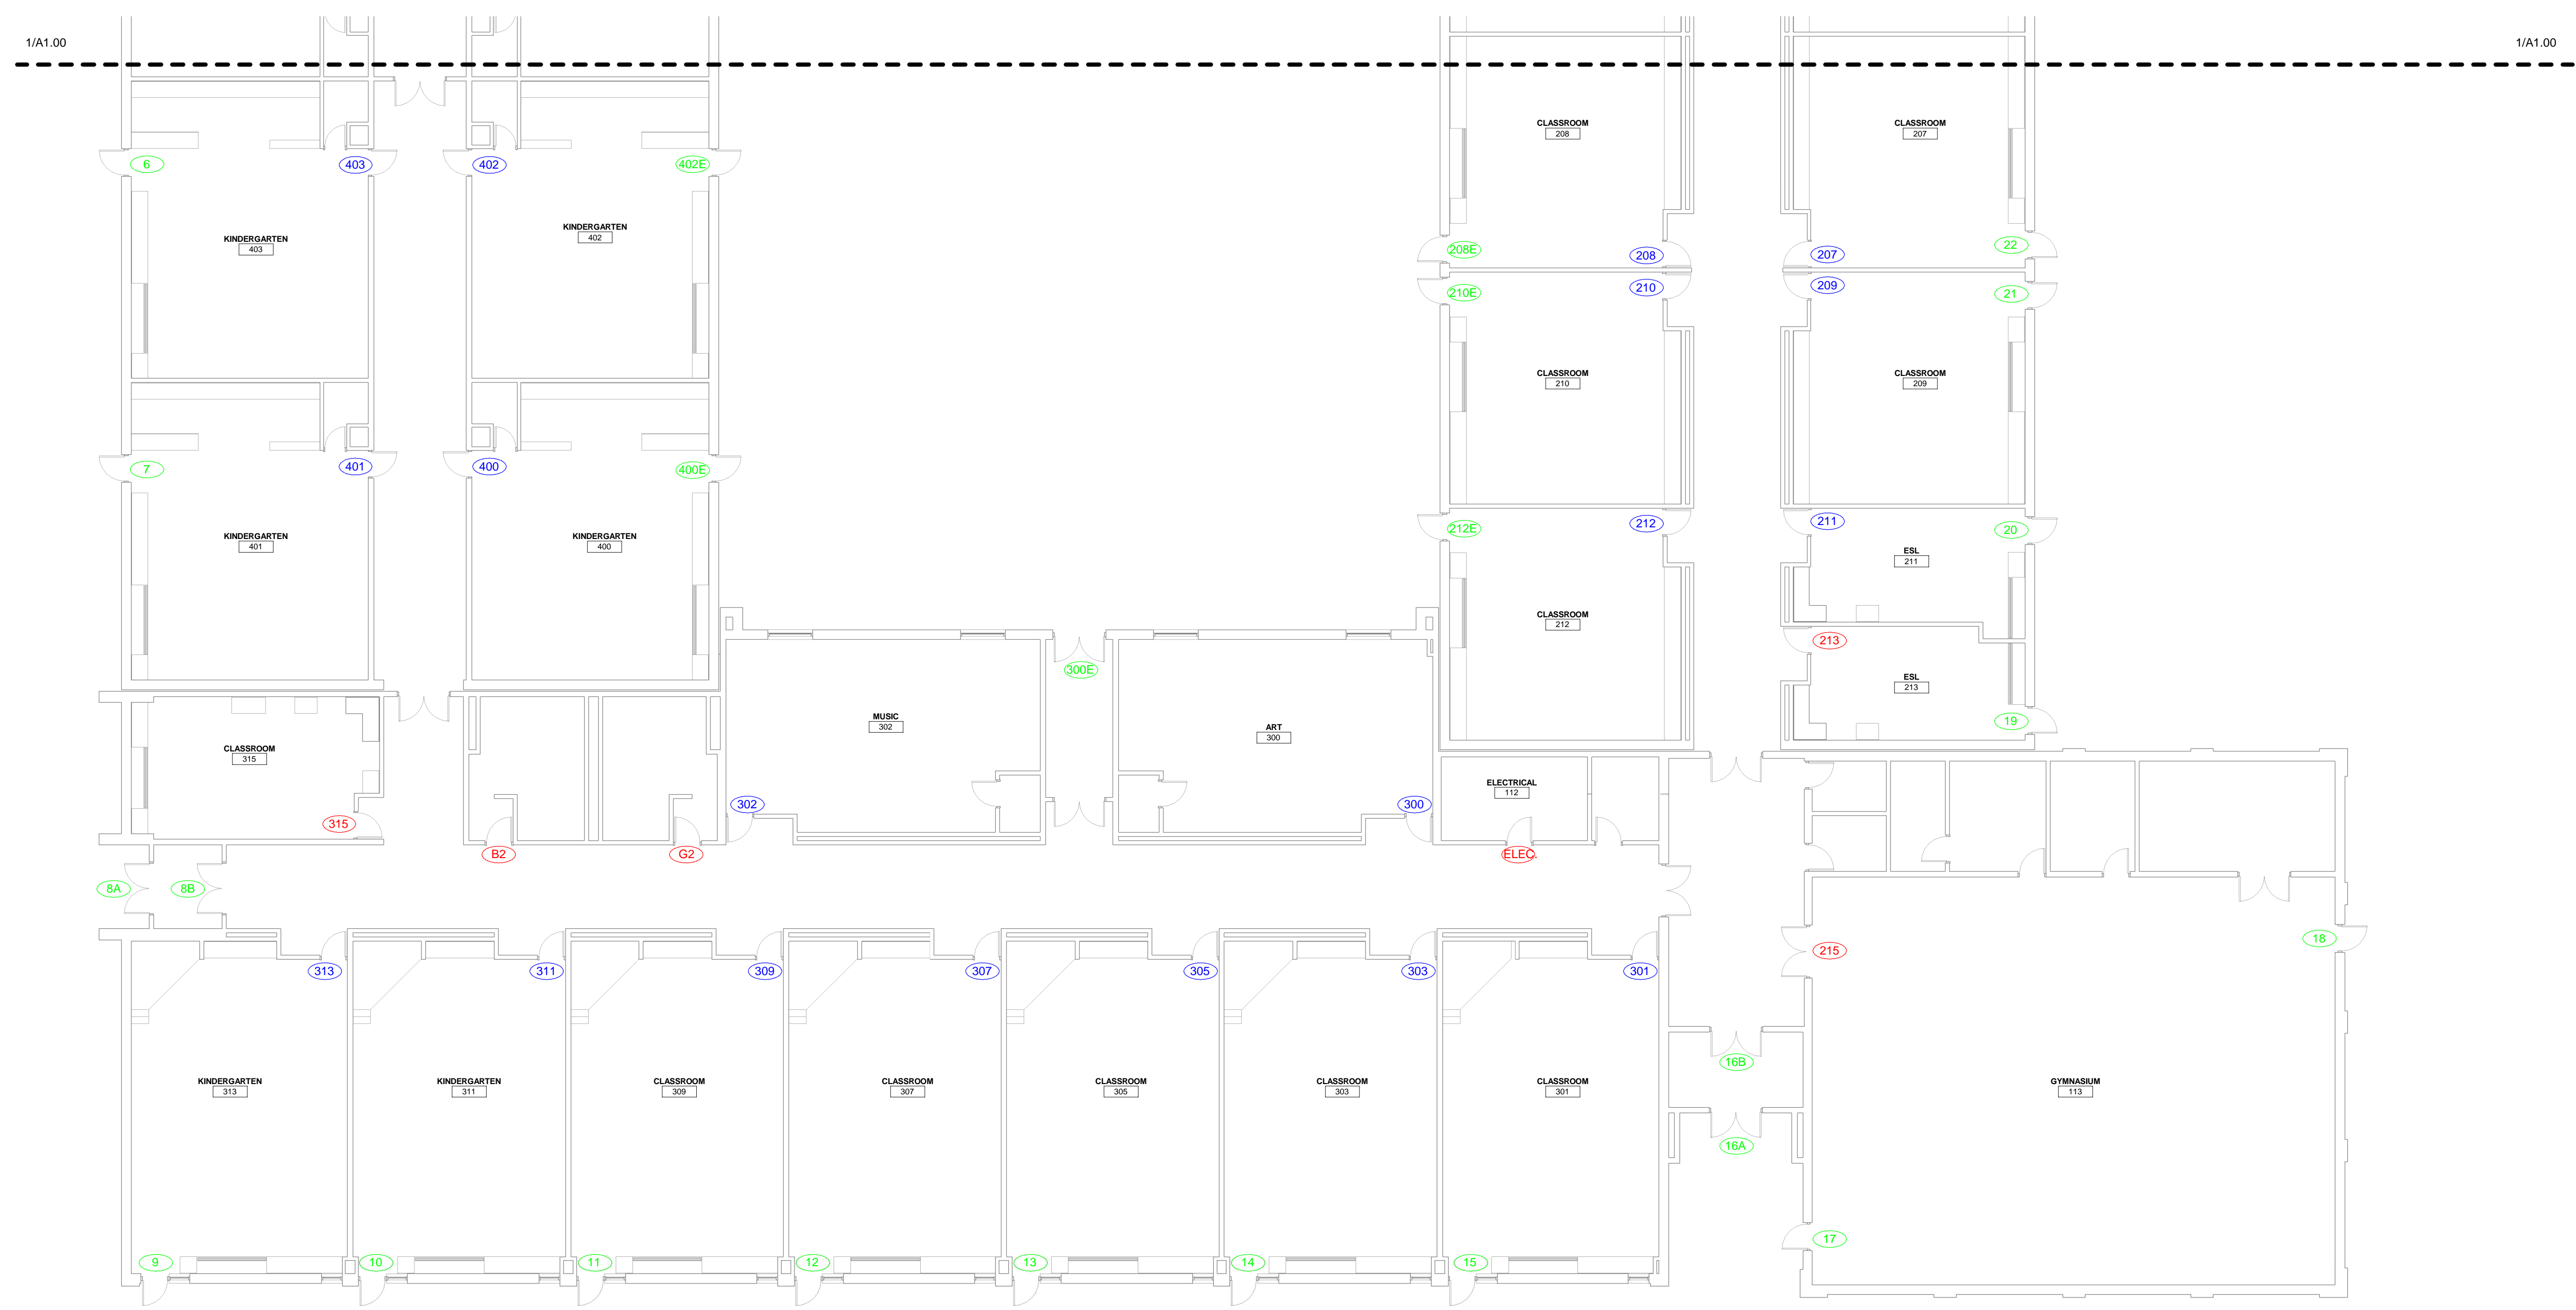 1/A1.00
1/A1.00
CLASSROOM
208
CLASSROOM
207
6
403
402
402E
KINDERGARTEN
403
KINDERGARTEN
402
208E
208
207
22
210E
210
209
21
CLASSROOM
210
CLASSROOM
209
7
401
400
400E
KINDERGARTEN
401
KINDERGARTEN
400
212E
212
211
20
ESL
211
CLASSROOM
212
213
300E
ESL
213
MUSIC
302
ART
300
19
CLASSROOM
315
ELECTRICAL
112
302
300
315
B2
G2
ELEC.
8A
8B
18
215
313
311
309
307
305
303
301
16B
KINDERGARTEN
313
KINDERGARTEN
311
CLASSROOM
309
CLASSROOM
307
CLASSROOM
305
CLASSROOM
303
CLASSROOM
301
GYMNASIUM
113
16A
17
9
10
11
12
13
14
15